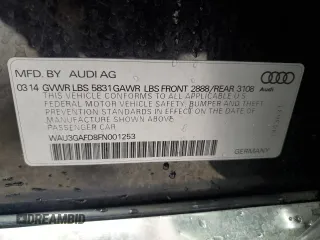 MFD. BY AUDI AG
03 14 GVWR LBS 5831 GAWR LBS FRONT 2888/REAR 3108
Audi
THIS VEHICLE CONFORMS TO ALL APPLICABLE U.S.
FEDERAL MOTOR VEHICLE SAFETY, BUMPER AND THEFT
PREVENTION STANDARDS IN EFFECT ON THE DATE OF
MANUFACTURE SHOWN ABOVE.
PASSENGER CAR
WAU3GAFD8FN001253
GERMANY
DRIVEBIDMAX